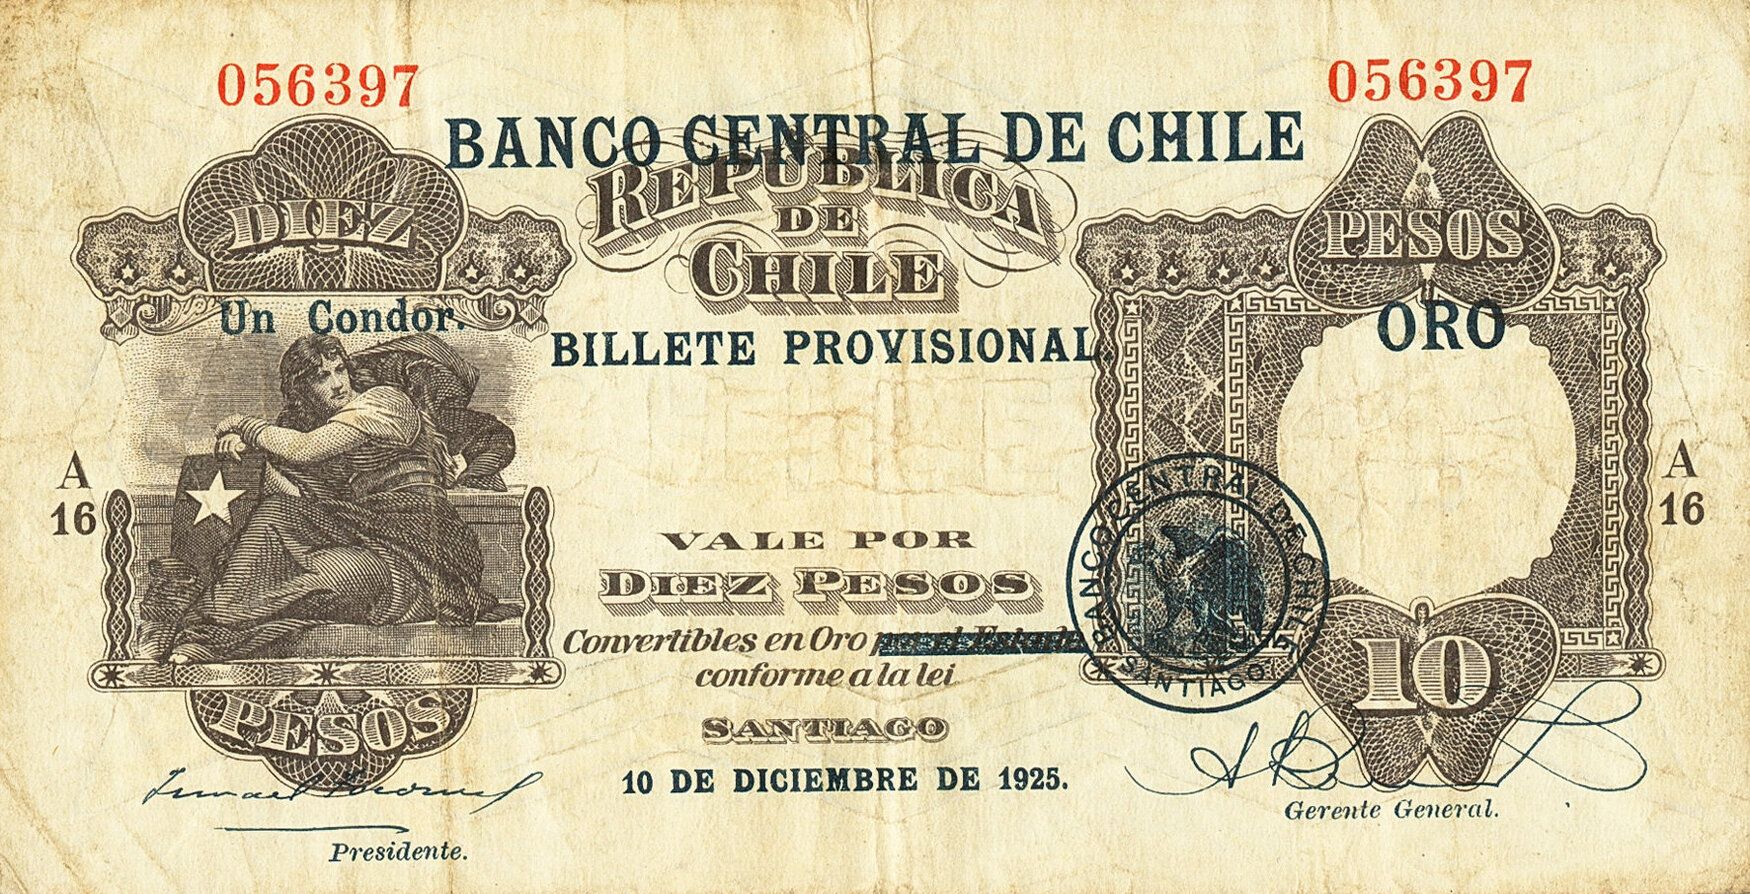 056397
056397
BANCO CENTRAL DE CHILE
REPUBLICA
DE
CHILE
DIEZ
PESOS
Un Condor.
ORO
BILLETE PROVISIONAL.
A
16
A
16
VALE POR
DIEZ PESOS
Convertibles en Oro por el Estado
conforme a la lei
BANCO CENTRAL DE CHILE
SANTIAGO
10
PESOS
SANTIAGO
10 DE DICIEMBRE DE 1925.
Presidente.
Gerente General.